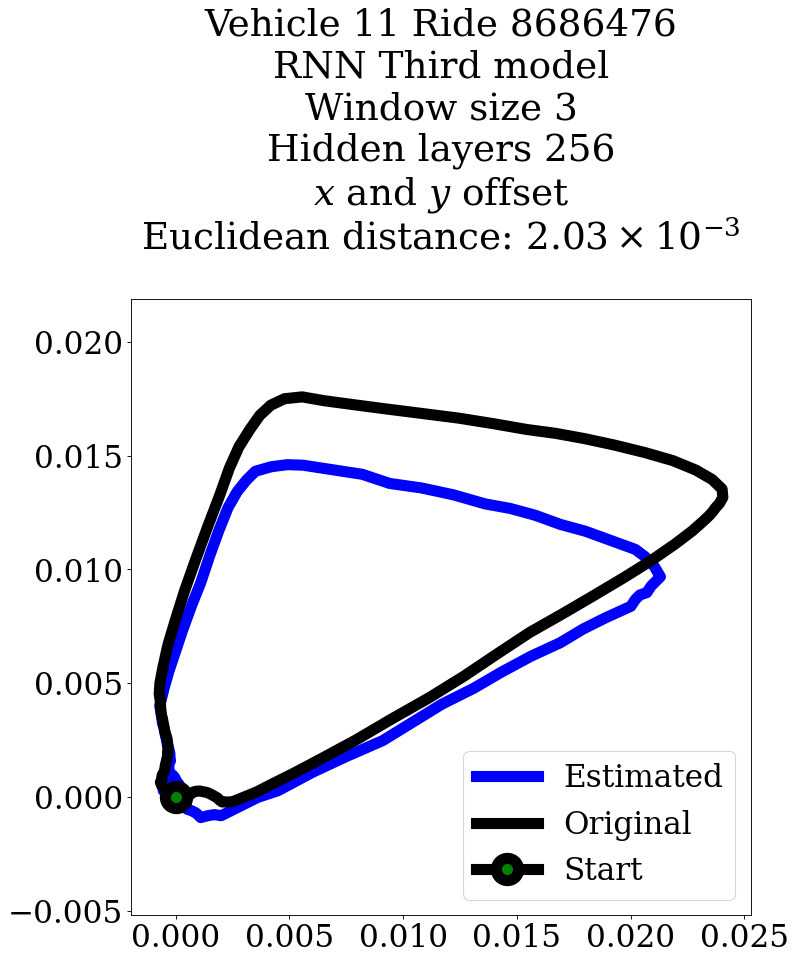 Vehicle 11 Ride 8686476
RNN Third model
Window size 3
Hidden layers 256
x and y offset
Euclidean distance: 2.03 × 10⁻³
0.020
0.015
0.010
0.005
0.000
−0.005
Estimated
Original
Start
0.000 0.005 0.010 0.015 0.020 0.025